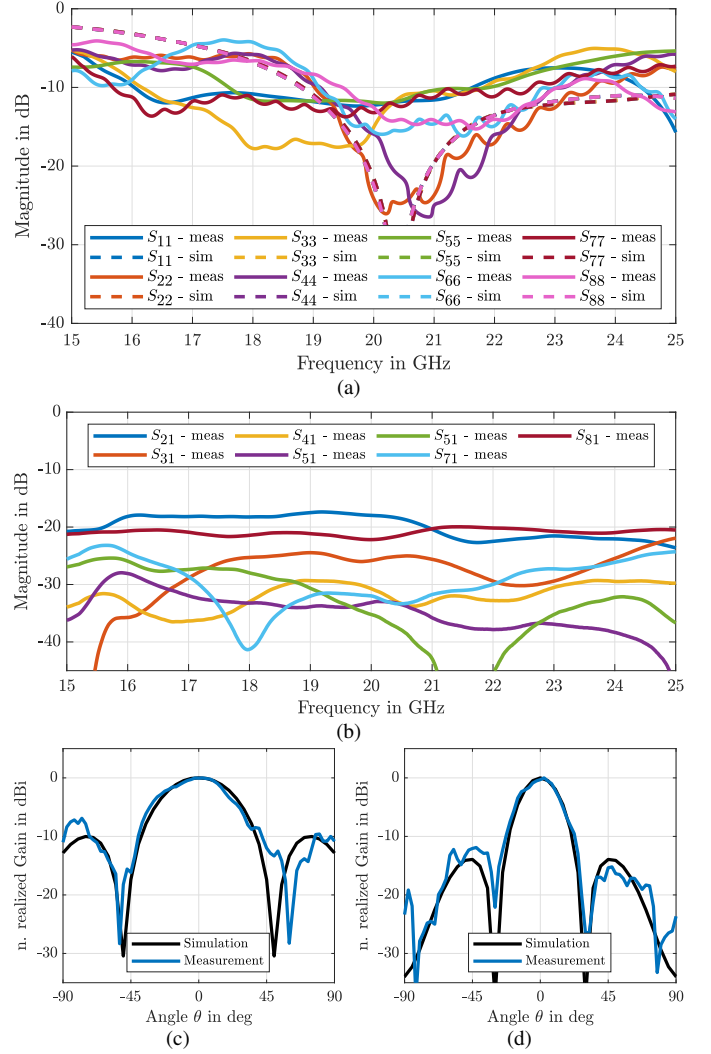 0
-10
-20
-30
-40
Magnitude in dB
S11 - meas S33 - meas S55 - meas S77 - meas
S11 - sim S33 - sim S55 - sim S77 - sim
S22 - meas S44 - meas S66 - meas S88 - meas
S22 - sim S44 - sim S66 - sim S88 - sim
15 16 17 18 19 20 21 22 23 24 25
Frequency in GHz
(a)
0
-10
-20
-30
-40
Magnitude in dB
S21 - meas S41 - meas S51 - meas S81 - meas
S31 - meas S51 - meas S71 - meas
15 16 17 18 19 20 21 22 23 24 25
Frequency in GHz
(b)
0
-10
-20
-30
n. realized Gain in dBi
Simulation
Measurement
-90 -45 0 45 90
Angle θ in deg
(c)
0
-10
-20
-30
n. realized Gain in dBi
Simulation
Measurement
-90 -45 0 45 90
Angle θ in deg
(d)